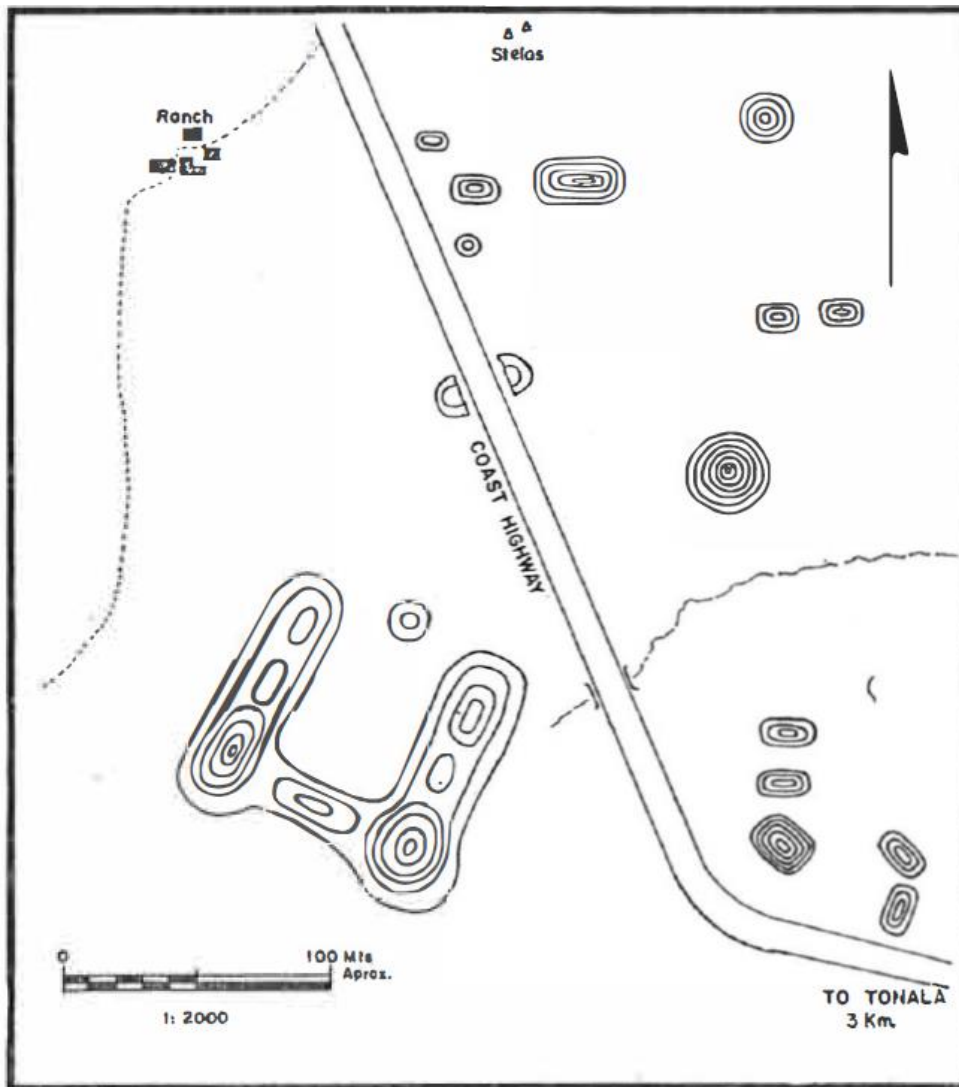 Stelas
Ranch
COAST HIGHWAY
0 100 Mts
Aprox.
1: 2000
TO TONALA
3 Km.